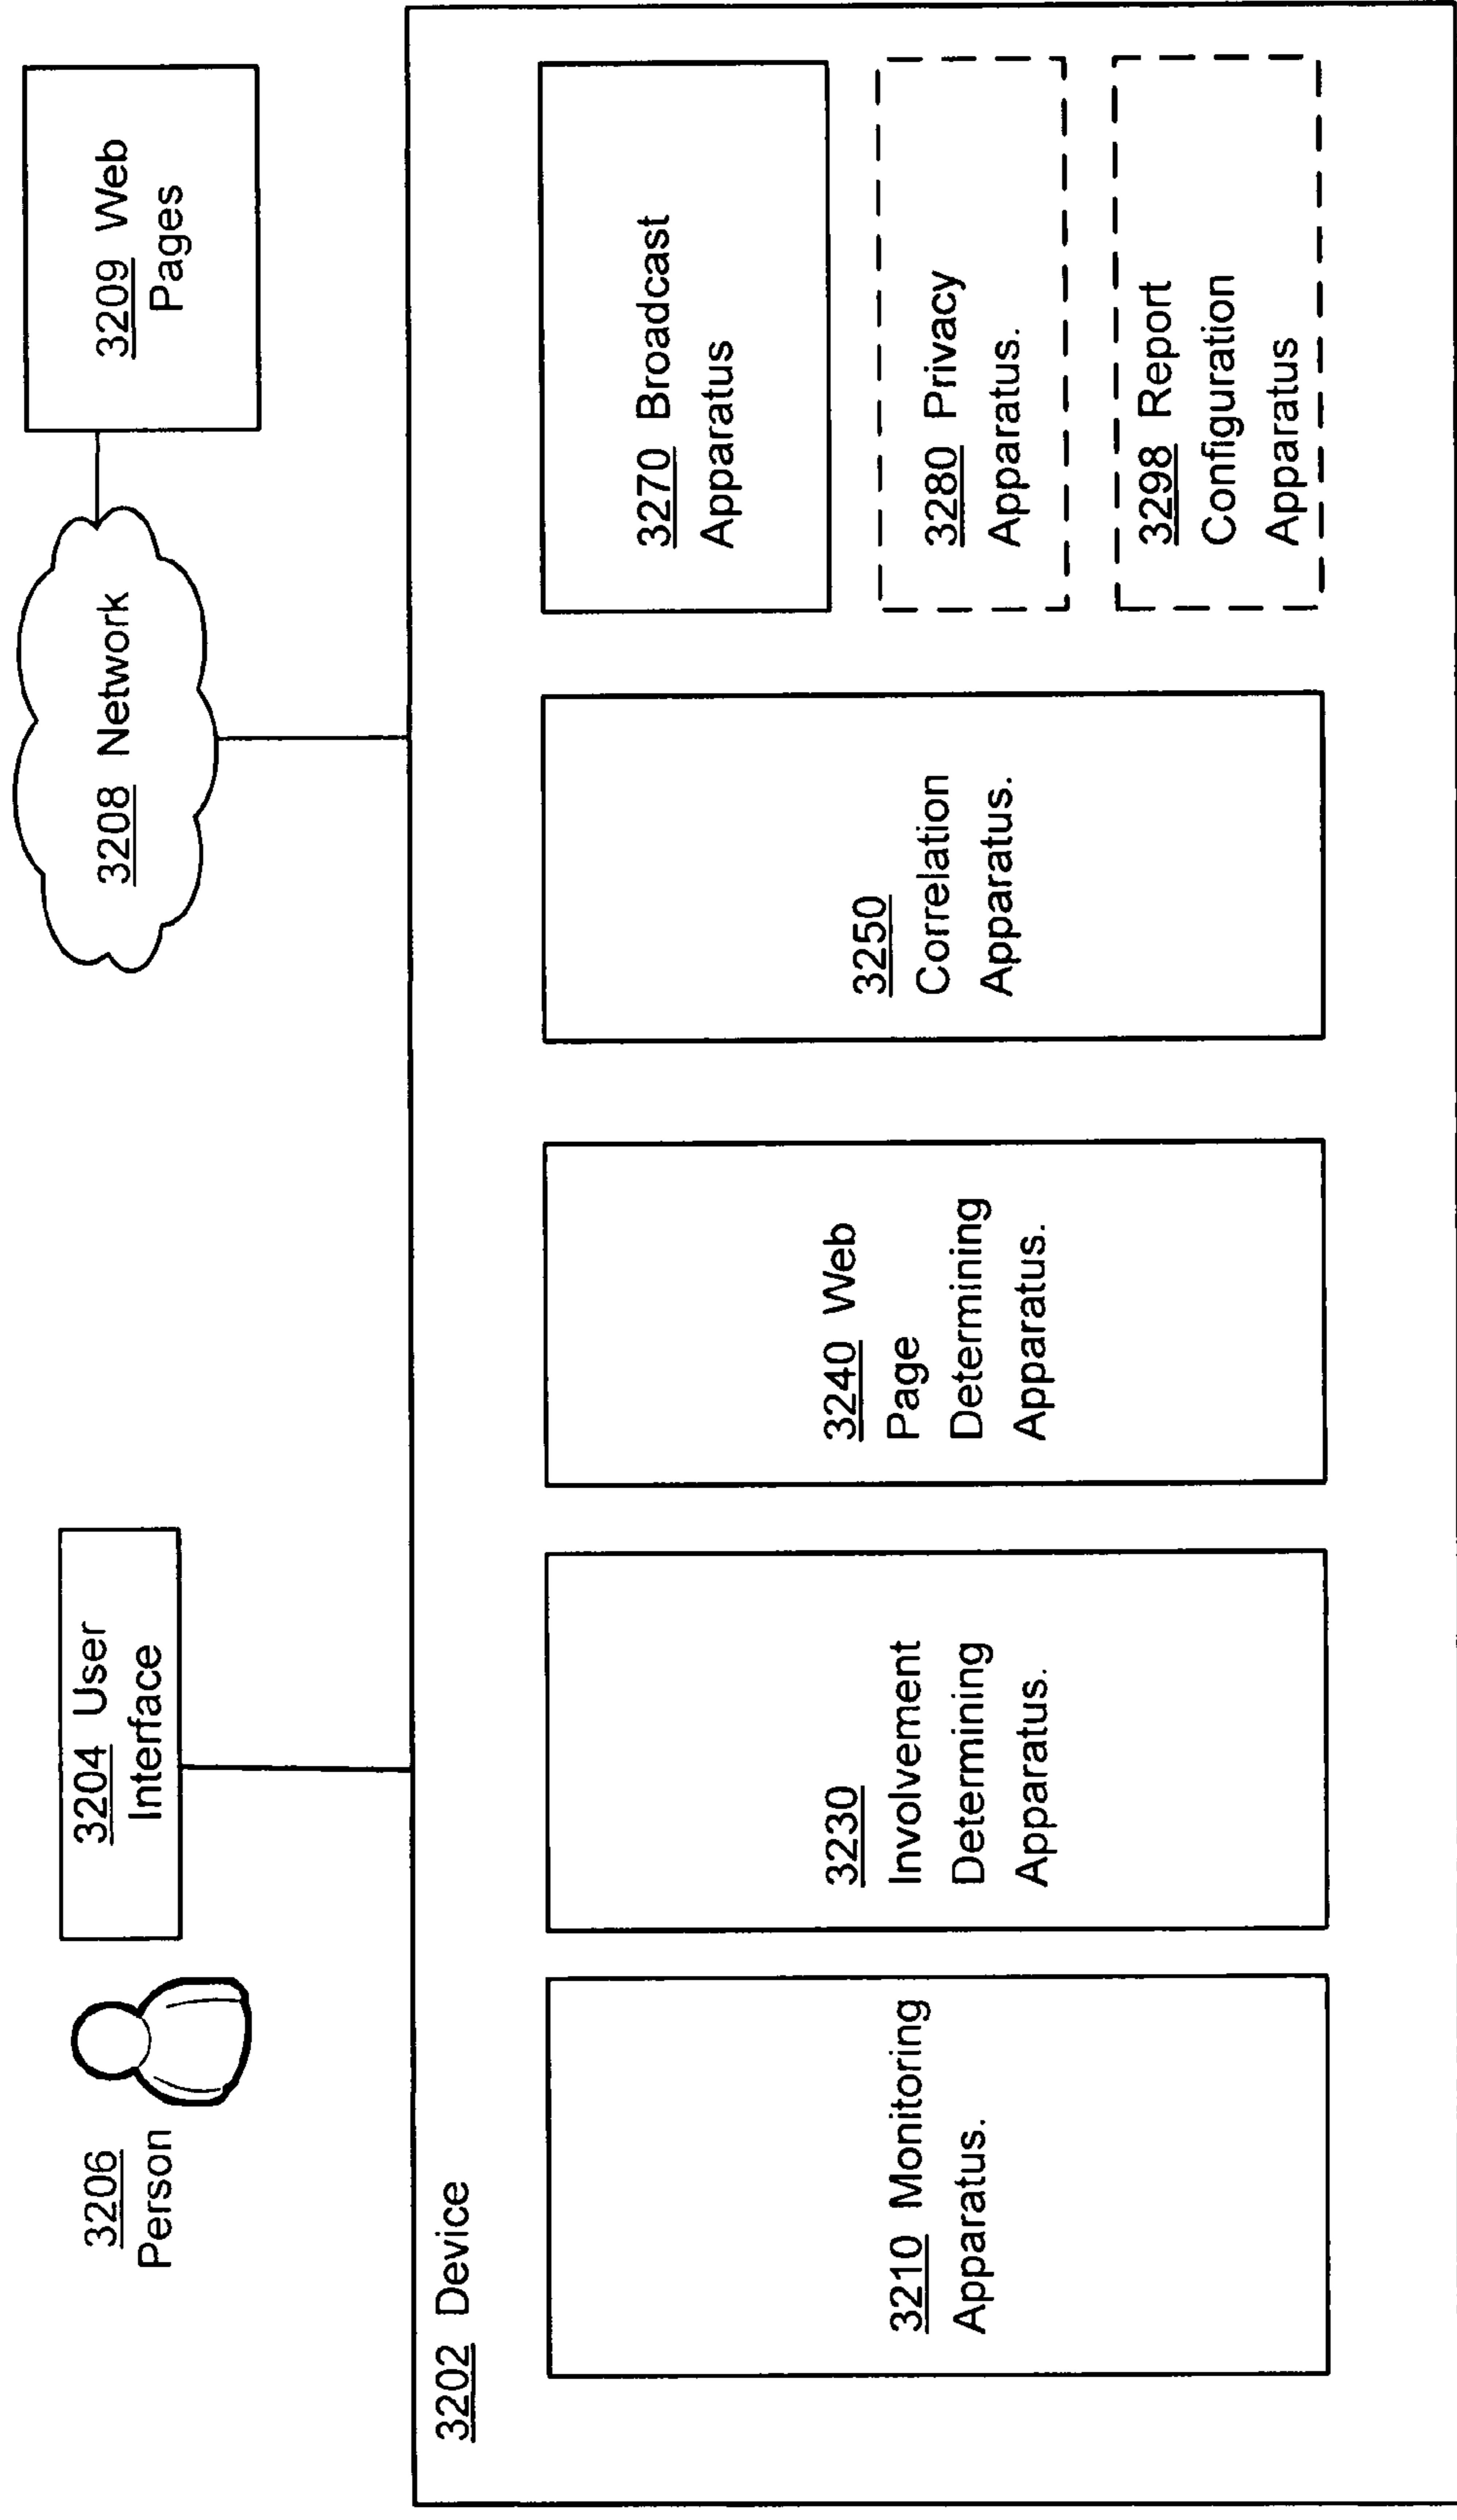 3206
Person
3204 User
Interface
3208 Network
3209 Web
Pages
3202 Device
3210 Monitoring
Apparatus.
3230
Involvement
Determining
Apparatus.
3240 Web
Page
Determining
Apparatus.
3250
Correlation
Apparatus.
3270 Broadcast
Apparatus
3280 Privacy
Apparatus.
3298 Report
Configuration
Apparatus